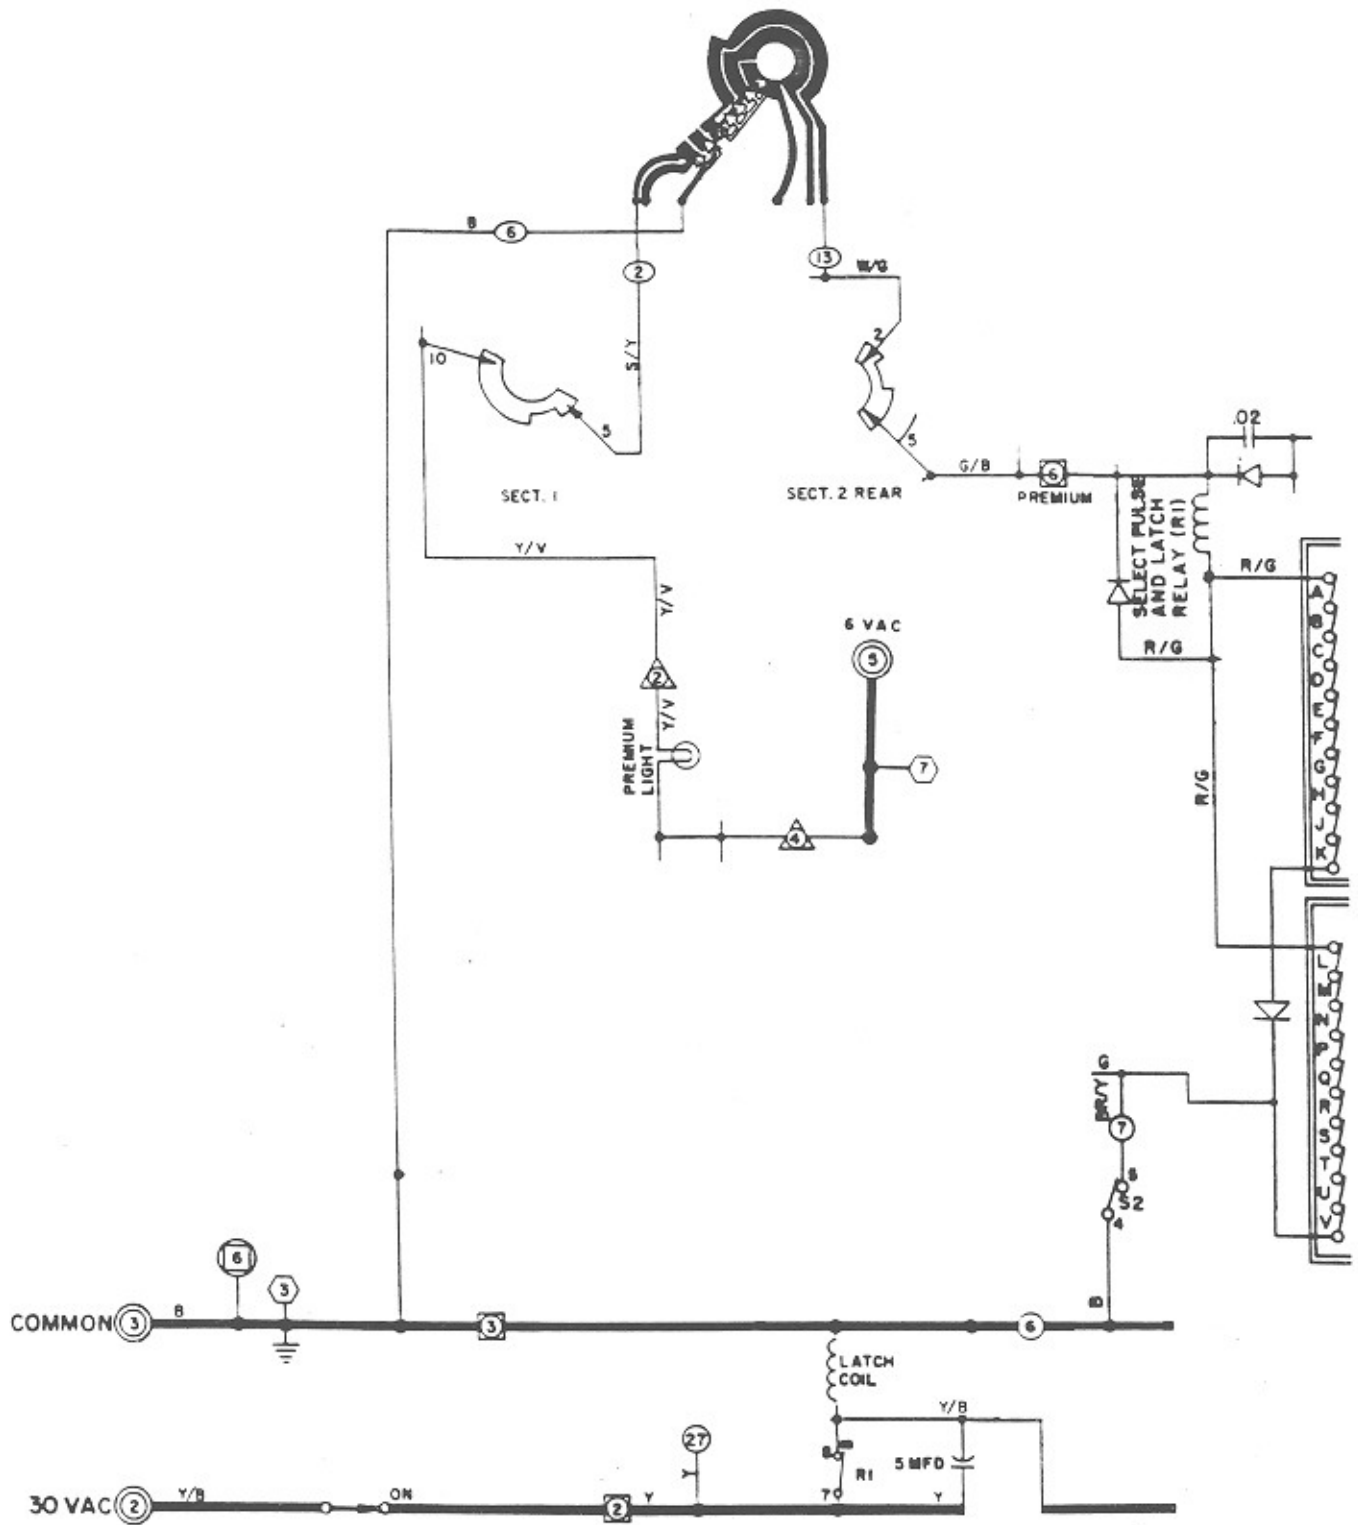 B
6
2
13
W/G
S/Y
2
10
5
5
.02
G/B
6
PREMIUM
SECT. 1
SECT. 2 REAR
SELECT PULSE
AND LATCH
RELAY (R1)
Y/V
R/G
Y/V
6 VAC
5
R/G
2
Y/V
PREMIUM
LIGHT
7
R/G
4
A
B
C
D
E
F
G
H
J
K
L
M
N
P
Q
R
S
T
U
V
G
BR/Y
7
S2
4
6
3
B
COMMON
3
B
3
6
LATCH
COIL
Y/B
27
Y
5 MFD
R1
30 VAC
2
Y/B
ON
2
Y
7
Y